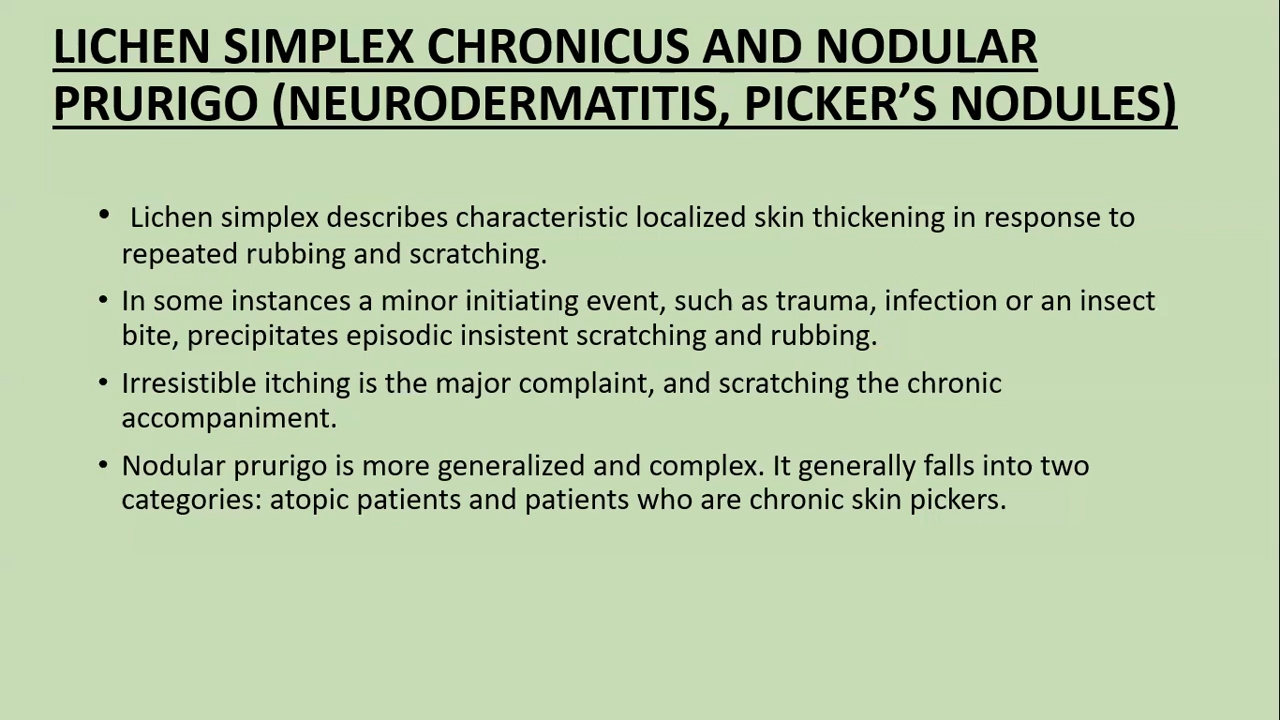 LICHEN SIMPLEX CHRONICUS AND NODULAR
PRURIGO (NEURODERMATITIS, PICKER’S NODULES)
• Lichen simplex describes characteristic localized skin thickening in response to
repeated rubbing and scratching.
• In some instances a minor initiating event, such as trauma, infection or an insect
bite, precipitates episodic insistent scratching and rubbing.
• Irresistible itching is the major complaint, and scratching the chronic
accompaniment.
• Nodular prurigo is more generalized and complex. It generally falls into two
categories: atopic patients and patients who are chronic skin pickers.